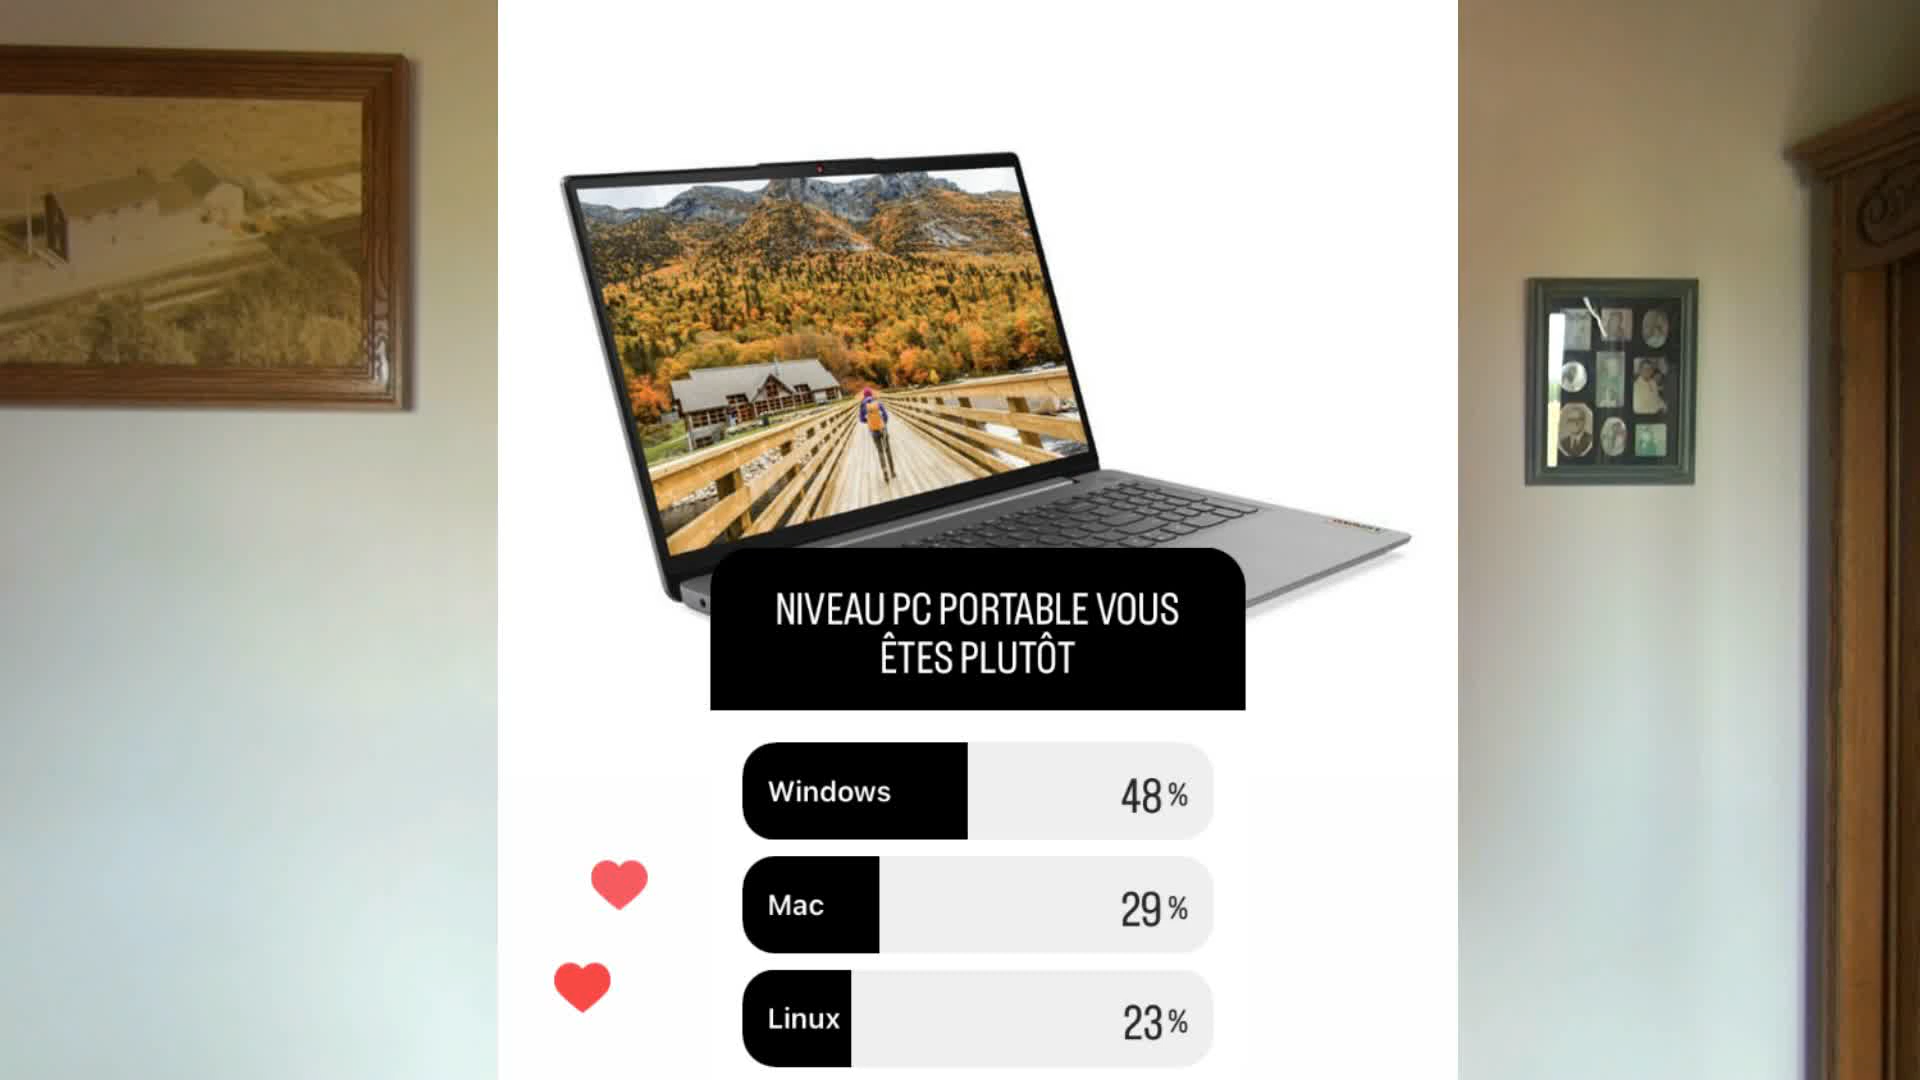 NIVEAU PC PORTABLE VOUS
ÊTES PLUTÔT
Windows 48%
Mac 29%
Linux 23%